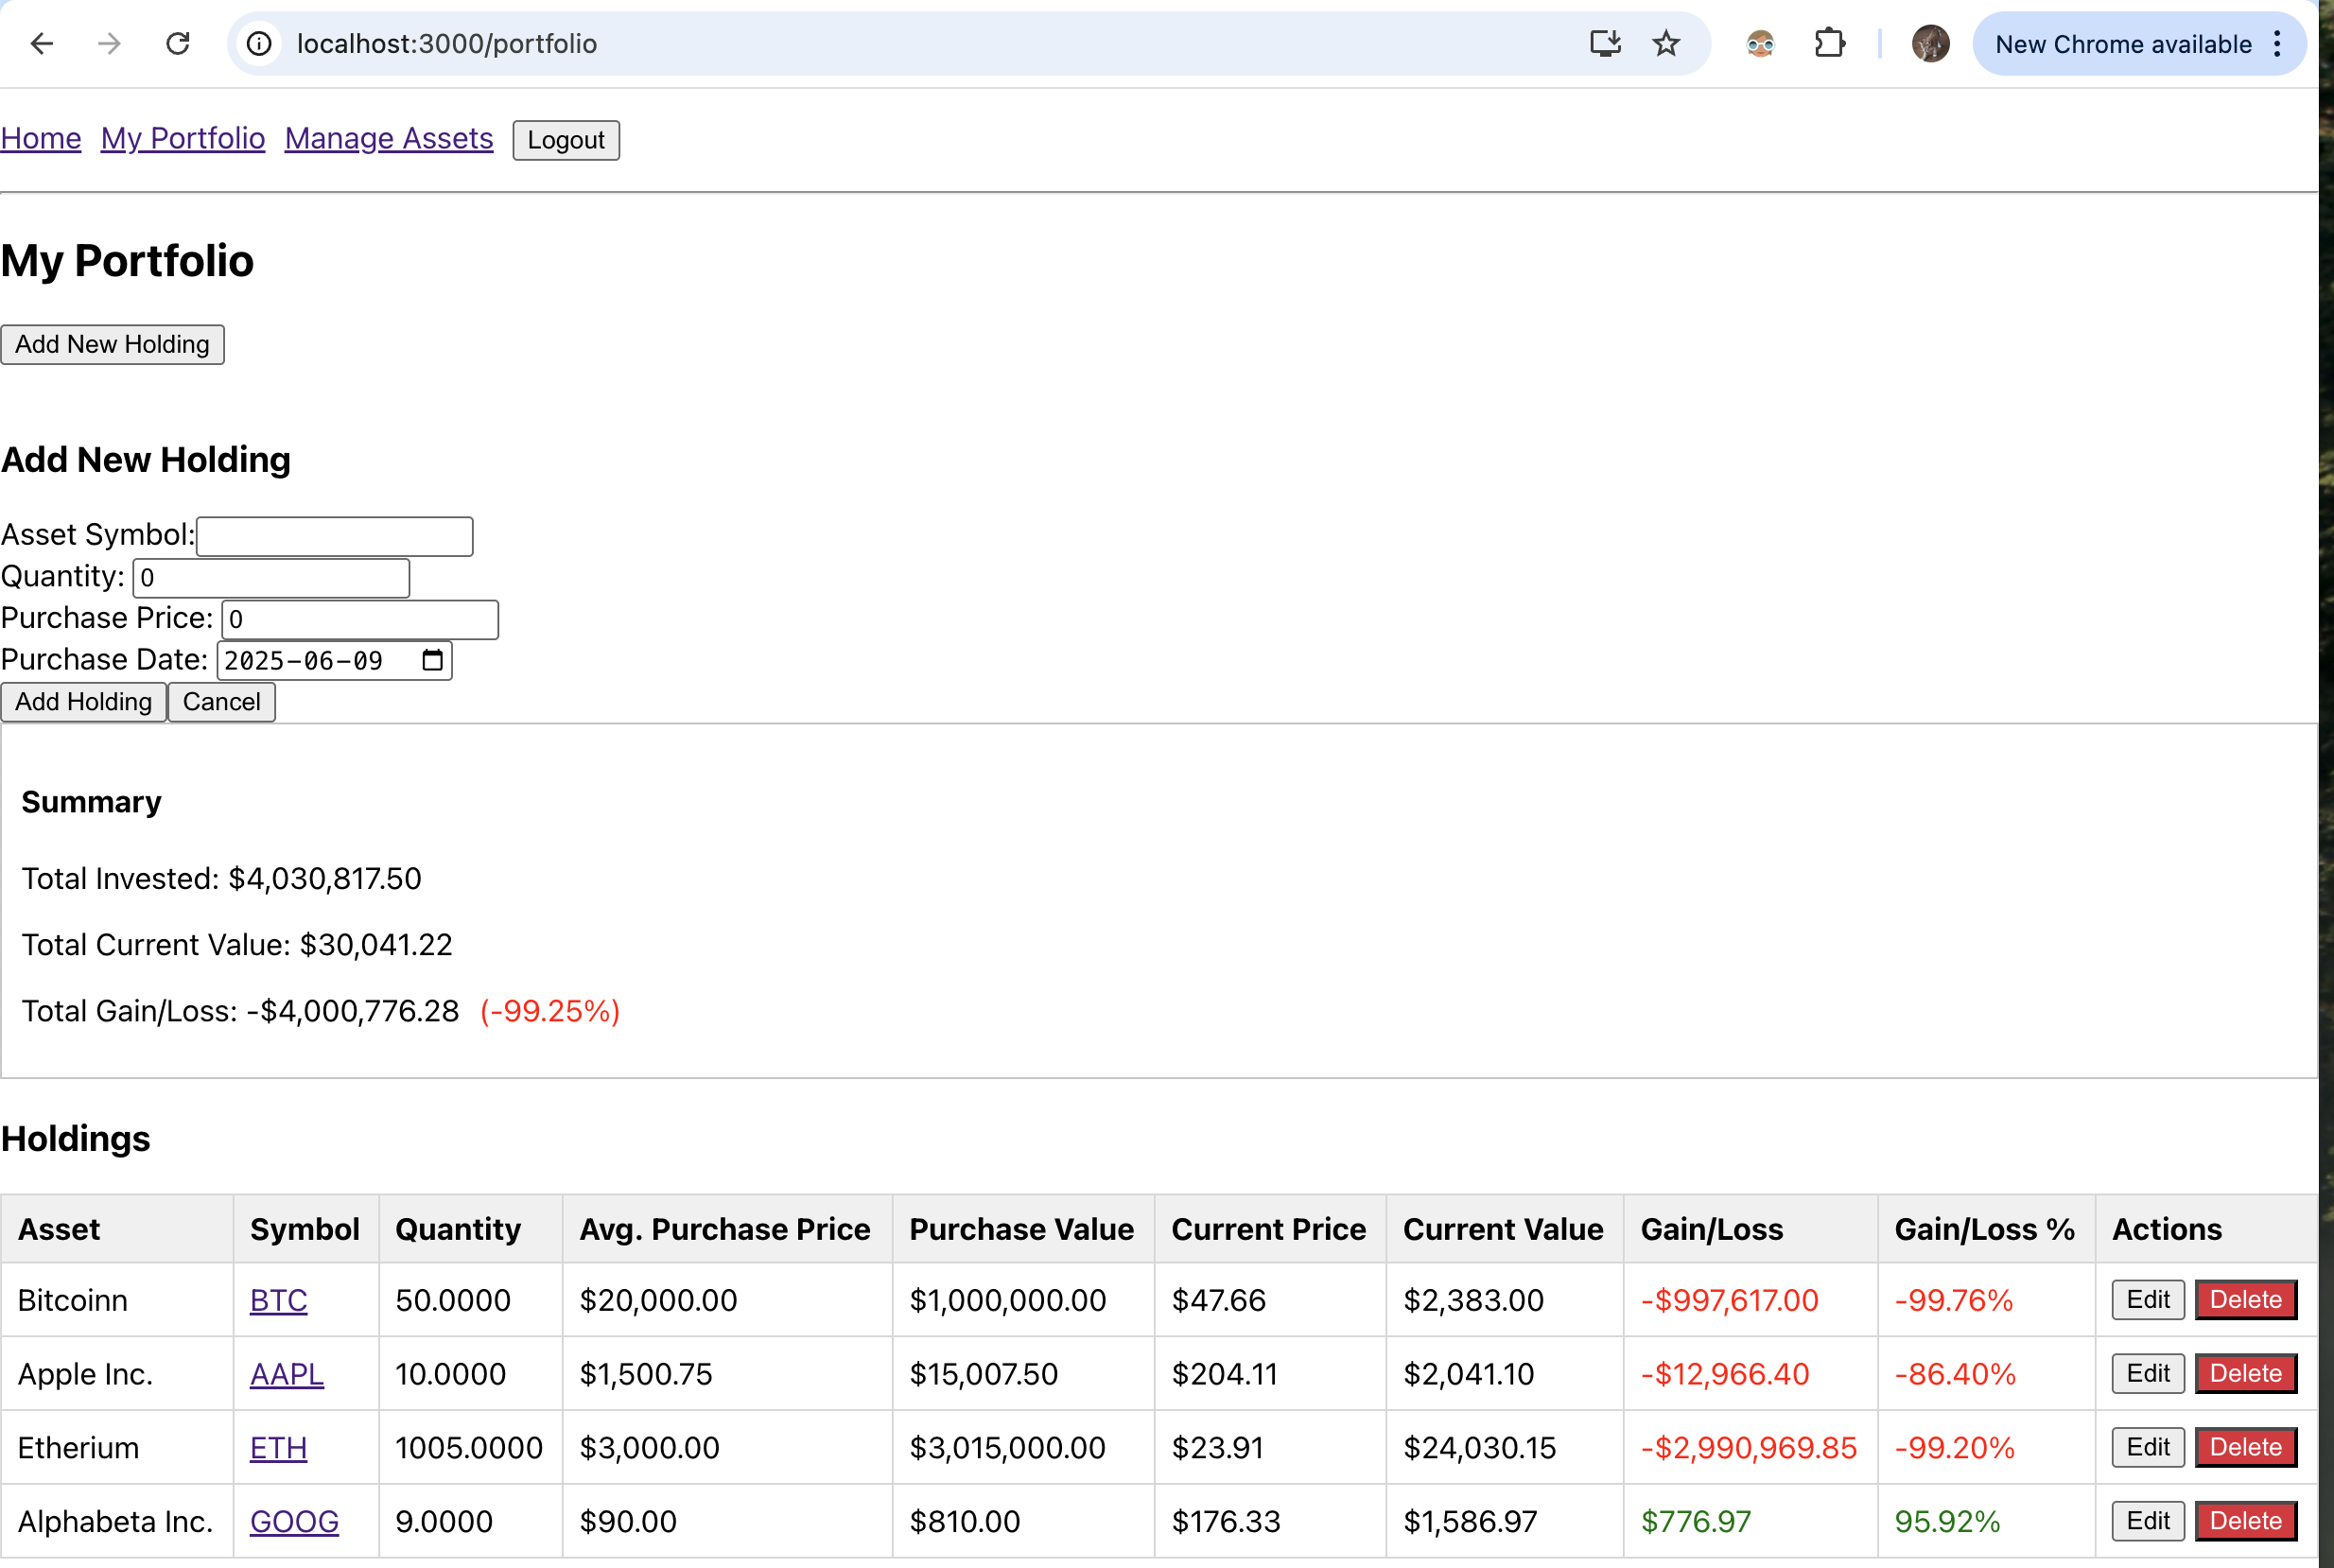 localhost:3000/portfolio
New Chrome available
Home My Portfolio Manage Assets Logout
My Portfolio
Add New Holding
Add New Holding
Asset Symbol:
Quantity: 0
Purchase Price: 0
Purchase Date: 2025-06-09
Add Holding Cancel
Summary
Total Invested: $4,030,817.50
Total Current Value: $30,041.22
Total Gain/Loss: -$4,000,776.28 (-99.25%)
Holdings
Asset Symbol Quantity Avg. Purchase Price Purchase Value Current Price Current Value Gain/Loss Gain/Loss % Actions
Bitcoinn BTC 50.0000 $20,000.00 $1,000,000.00 $47.66 $2,383.00 -$997,617.00 -99.76% Edit Delete
Apple Inc. AAPL 10.0000 $1,500.75 $15,007.50 $204.11 $2,041.10 -$12,966.40 -86.40% Edit Delete
Etherium ETH 1005.0000 $3,000.00 $3,015,000.00 $23.91 $24,030.15 -$2,990,969.85 -99.20% Edit Delete
Alphabeta Inc. GOOG 9.0000 $90.00 $810.00 $176.33 $1,586.97 $776.97 95.92% Edit Delete